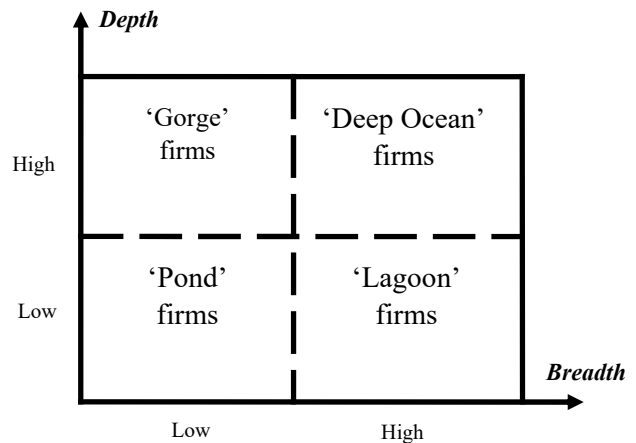 Depth
‘Gorge’
firms
‘Deep Ocean’
firms
High
‘Pond’
firms
‘Lagoon’
firms
Low
Breadth
Low
High